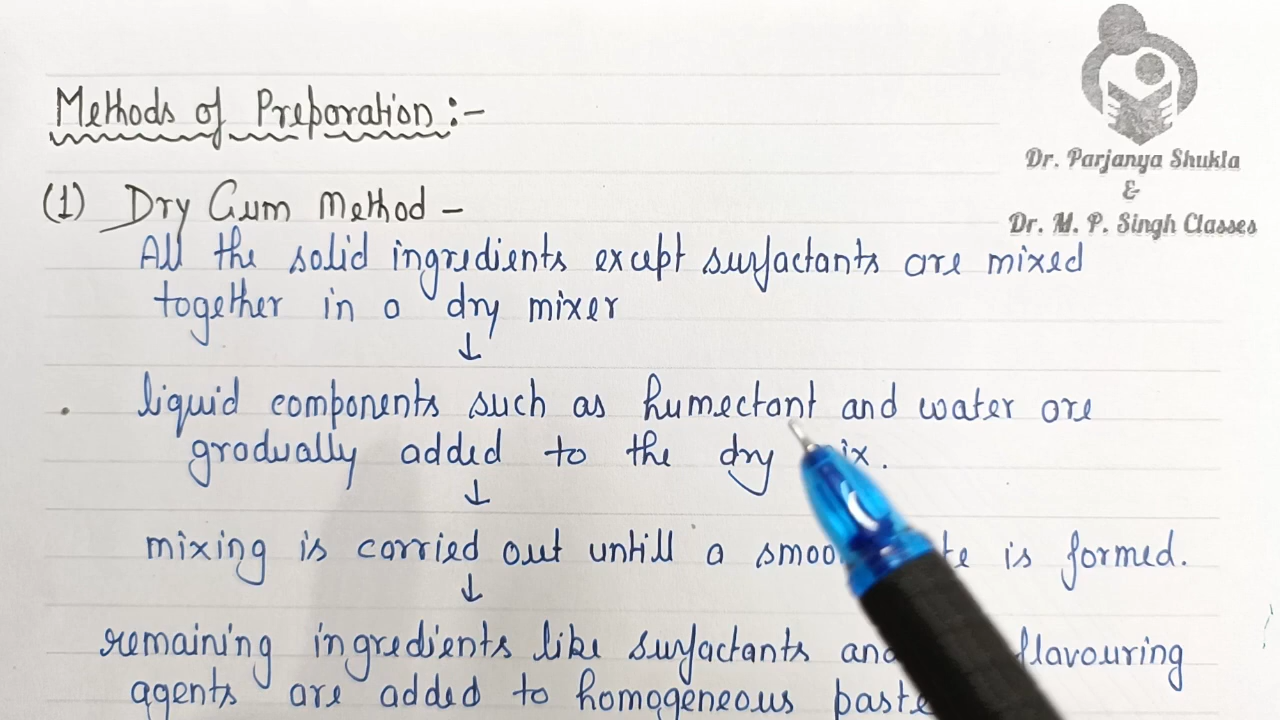 Methods of Preparation :-
Dr. Parjanya Shukla
&
Dr. M. P. Singh Classes
(1) Dry Gum Method -
All the solid ingredients except surfactants are mixed
together in a dry mixer
↓
liquid components such as humectant and water are
gradually added to the dry ix.
↓
mixing is carried out untill a smoo te is formed.
↓
remaining ingredients like surfactants and flavouring
agents are added to homogeneous paste